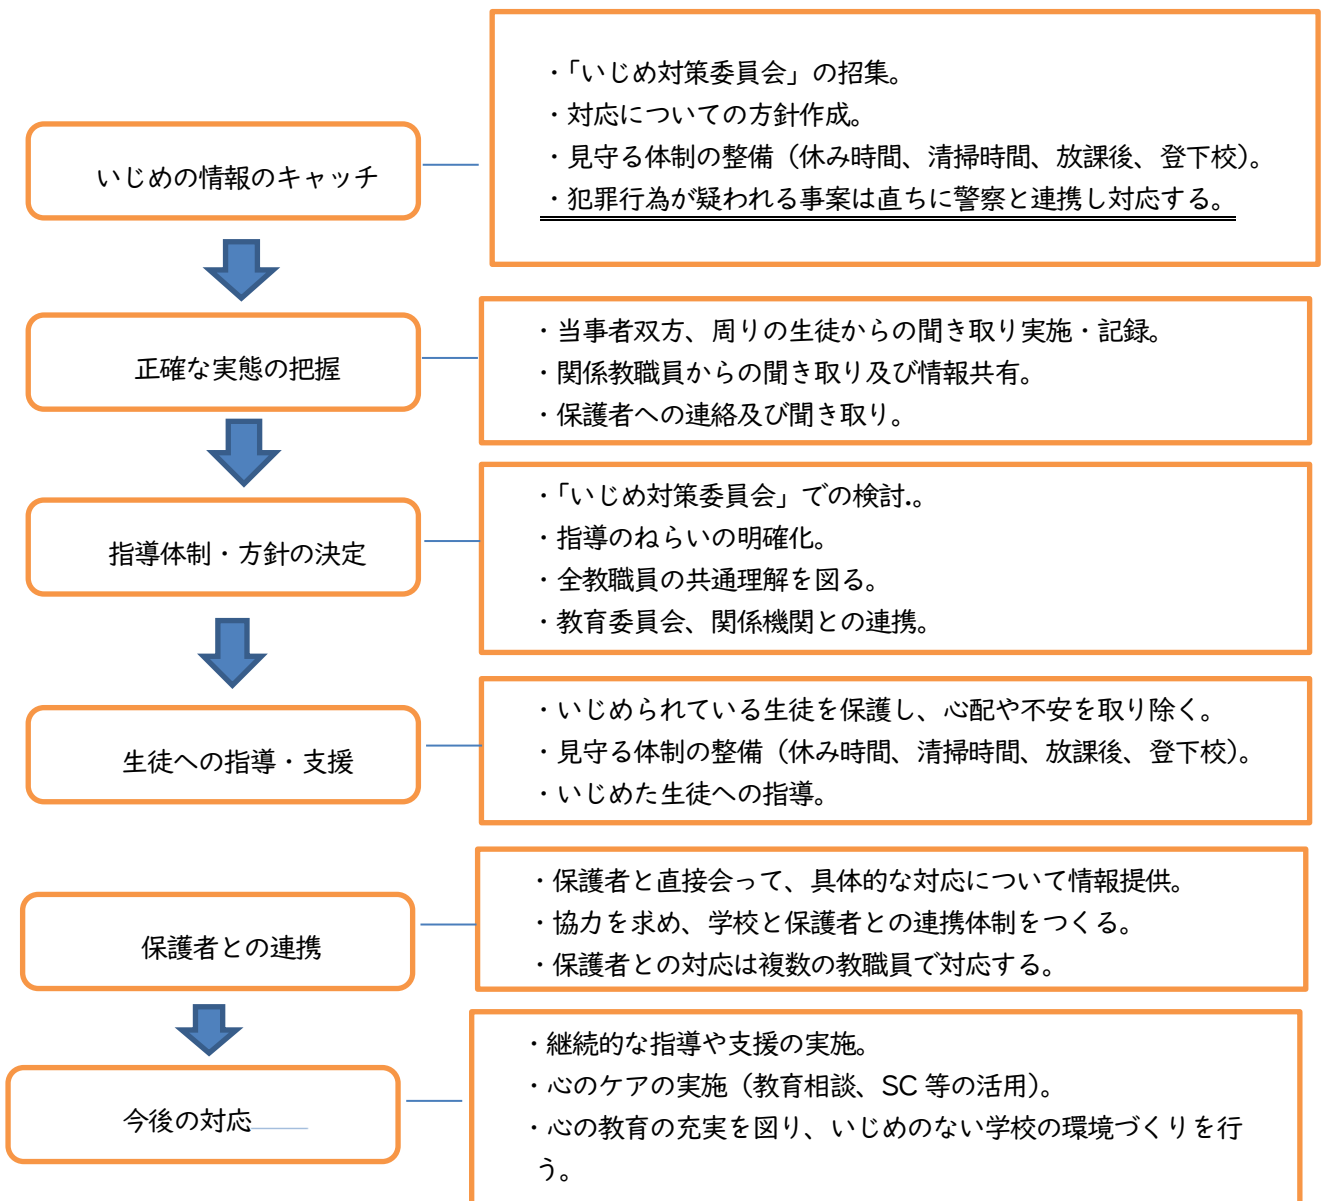 いじめの情報のキャッチ
・「いじめ対策委員会」の招集。
・対応についての方針作成。
・見守る体制の整備（休み時間、清掃時間、放課後、登下校）。
・犯罪行為が疑われる事案は直ちに警察と連携し対応する。
正確な実態の把握
・当事者双方、周りの生徒からの聞き取り実施・記録。
・関係教職員からの聞き取り及び情報共有。
・保護者への連絡及び聞き取り。
指導体制・方針の決定
・「いじめ対策委員会」での検討.。
・指導のねらいの明確化。
・全教職員の共通理解を図る。
・教育委員会、関係機関との連携。
生徒への指導・支援
・いじめられている生徒を保護し、心配や不安を取り除く。
・見守る体制の整備（休み時間、清掃時間、放課後、登下校）。
・いじめた生徒への指導。
保護者との連携
・保護者と直接会って、具体的な対応について情報提供。
・協力を求め、学校と保護者との連携体制をつくる。
・保護者との対応は複数の教職員で対応する。
今後の対応
・継続的な指導や支援の実施。
・心のケアの実施（教育相談、SC 等の活用）。
・心の教育の充実を図り、いじめのない学校の環境づくりを行
う。